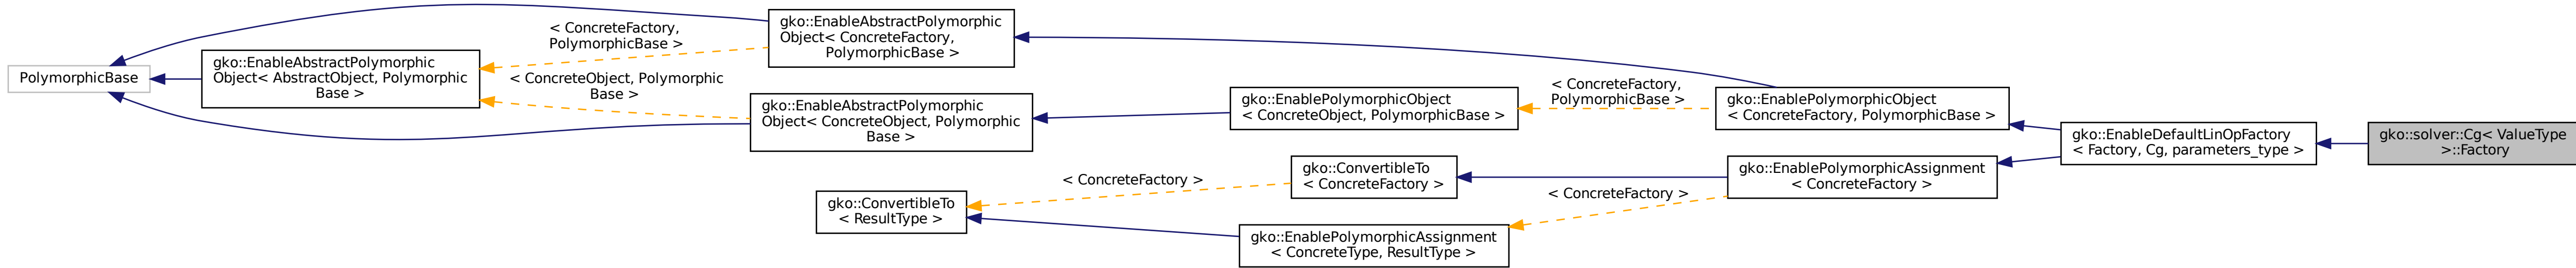 PolymorphicBase
gko::EnableAbstractPolymorphic
Object< AbstractObject, Polymorphic
Base >
< ConcreteFactory,
PolymorphicBase >
< ConcreteObject, Polymorphic
Base >
gko::EnableAbstractPolymorphic
Object< ConcreteFactory,
PolymorphicBase >
gko::EnableAbstractPolymorphic
Object< ConcreteObject, Polymorphic
Base >
gko::ConvertibleTo
< ResultType >
< ConcreteFactory >
gko::EnablePolymorphicObject
< ConcreteObject, PolymorphicBase >
gko::ConvertibleTo
< ConcreteFactory >
gko::EnablePolymorphicAssignment
< ConcreteType, ResultType >
< ConcreteFactory,
PolymorphicBase >
< ConcreteFactory >
gko::EnablePolymorphicObject
< ConcreteFactory, PolymorphicBase >
gko::EnablePolymorphicAssignment
< ConcreteFactory >
gko::EnableDefaultLinOpFactory
< Factory, Cg, parameters_type >
gko::solver::Cg< ValueType
>::Factory